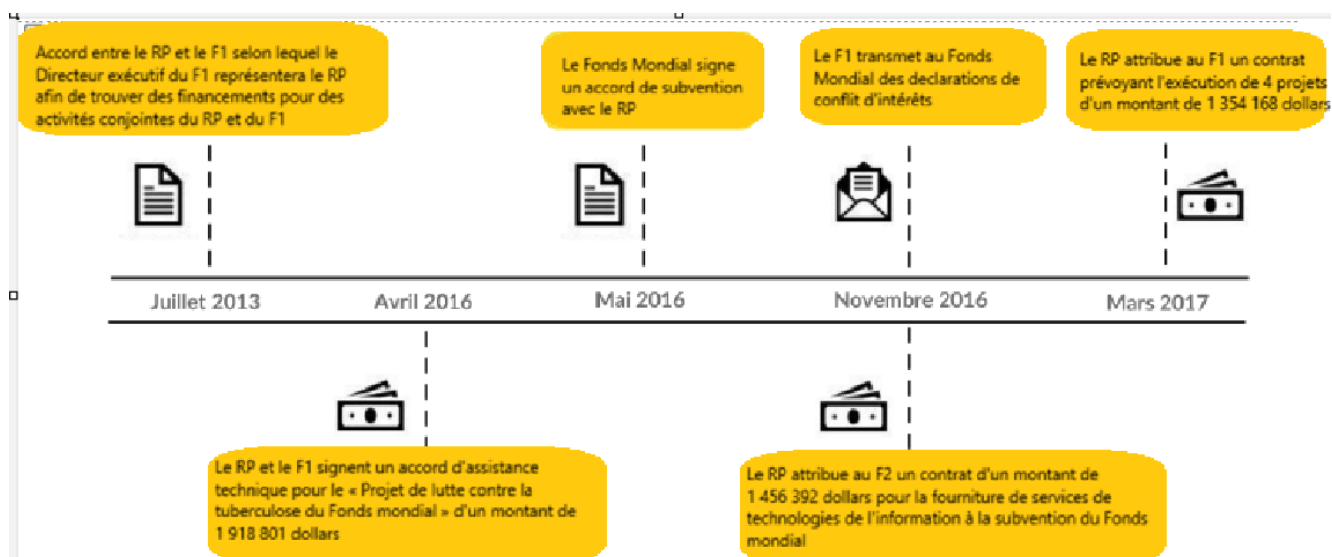 Accord entre le RP et le F1 selon lequel le
Directeur exécutif du F1 représentera le RP
afin de trouver des financements pour des
activités conjointes du RP et du F1
Le Fonds Mondial signe
un accord de subvention
avec le RP
Le F1 transmet au Fonds
Mondial des declarations de
conflit d'intérêts
Le RP attribue au F1 un contrat
prévoyant l'exécution de 4 projets
d'un montant de 1 354 168 dollars
Juillet 2013
Avril 2016
Mai 2016
Novembre 2016
Mars 2017
Le RP et le F1 signent un accord d'assistance
technique pour le « Projet de lutte contre la
tuberculose du Fonds mondial » d'un montant de
1 918 801 dollars
Le RP attribue au F2 un contrat d'un montant de
1 456 392 dollars pour la fourniture de services de
technologies de l'information à la subvention du Fonds
mondial